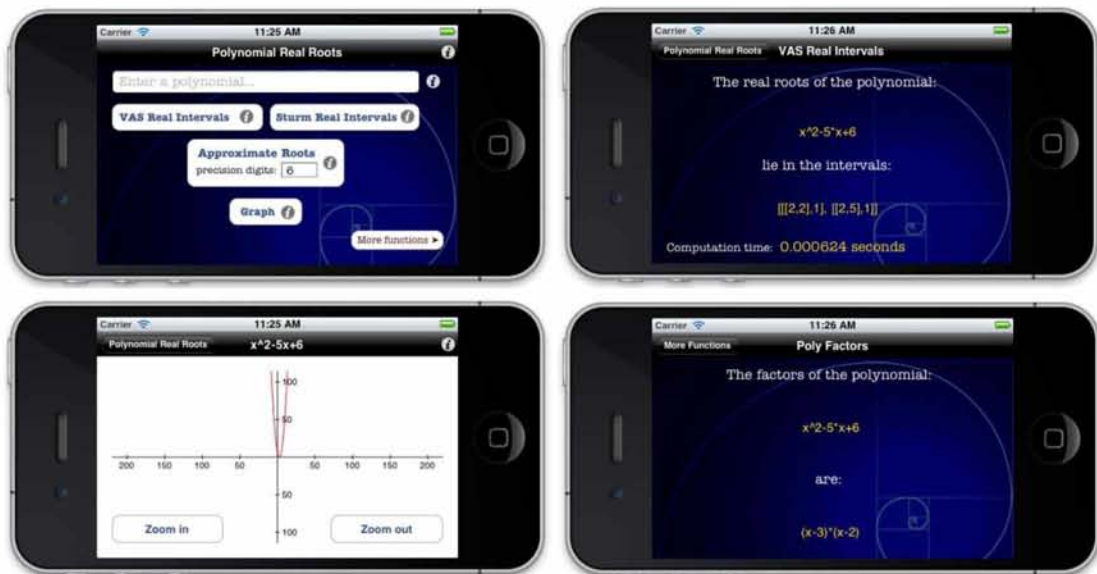 Carrier 11:25 AM
Polynomial Real Roots
Enter a polynomial...
VAS Real Intervals
Sturm Real Intervals
Approximate Roots
precision digits: 6
Graph
More functions ➤
Carrier 11:26 AM
Polynomial Real Roots VAS Real Intervals
The real roots of the polynomial:
x^2-5*x+6
lie in the intervals:
[[[2,2],1], [[2,5],1]]
Computation time: 0.000624 seconds
Carrier 11:25 AM
Polynomial Real Roots x^2-5x+6
100
50
200 150 100 50 50 100 150 200
50
100
Zoom in Zoom out
Carrier 11:26 AM
More Functions Poly Factors
The factors of the polynomial:
x^2-5*x+6
are:
(x-3)*(x-2)